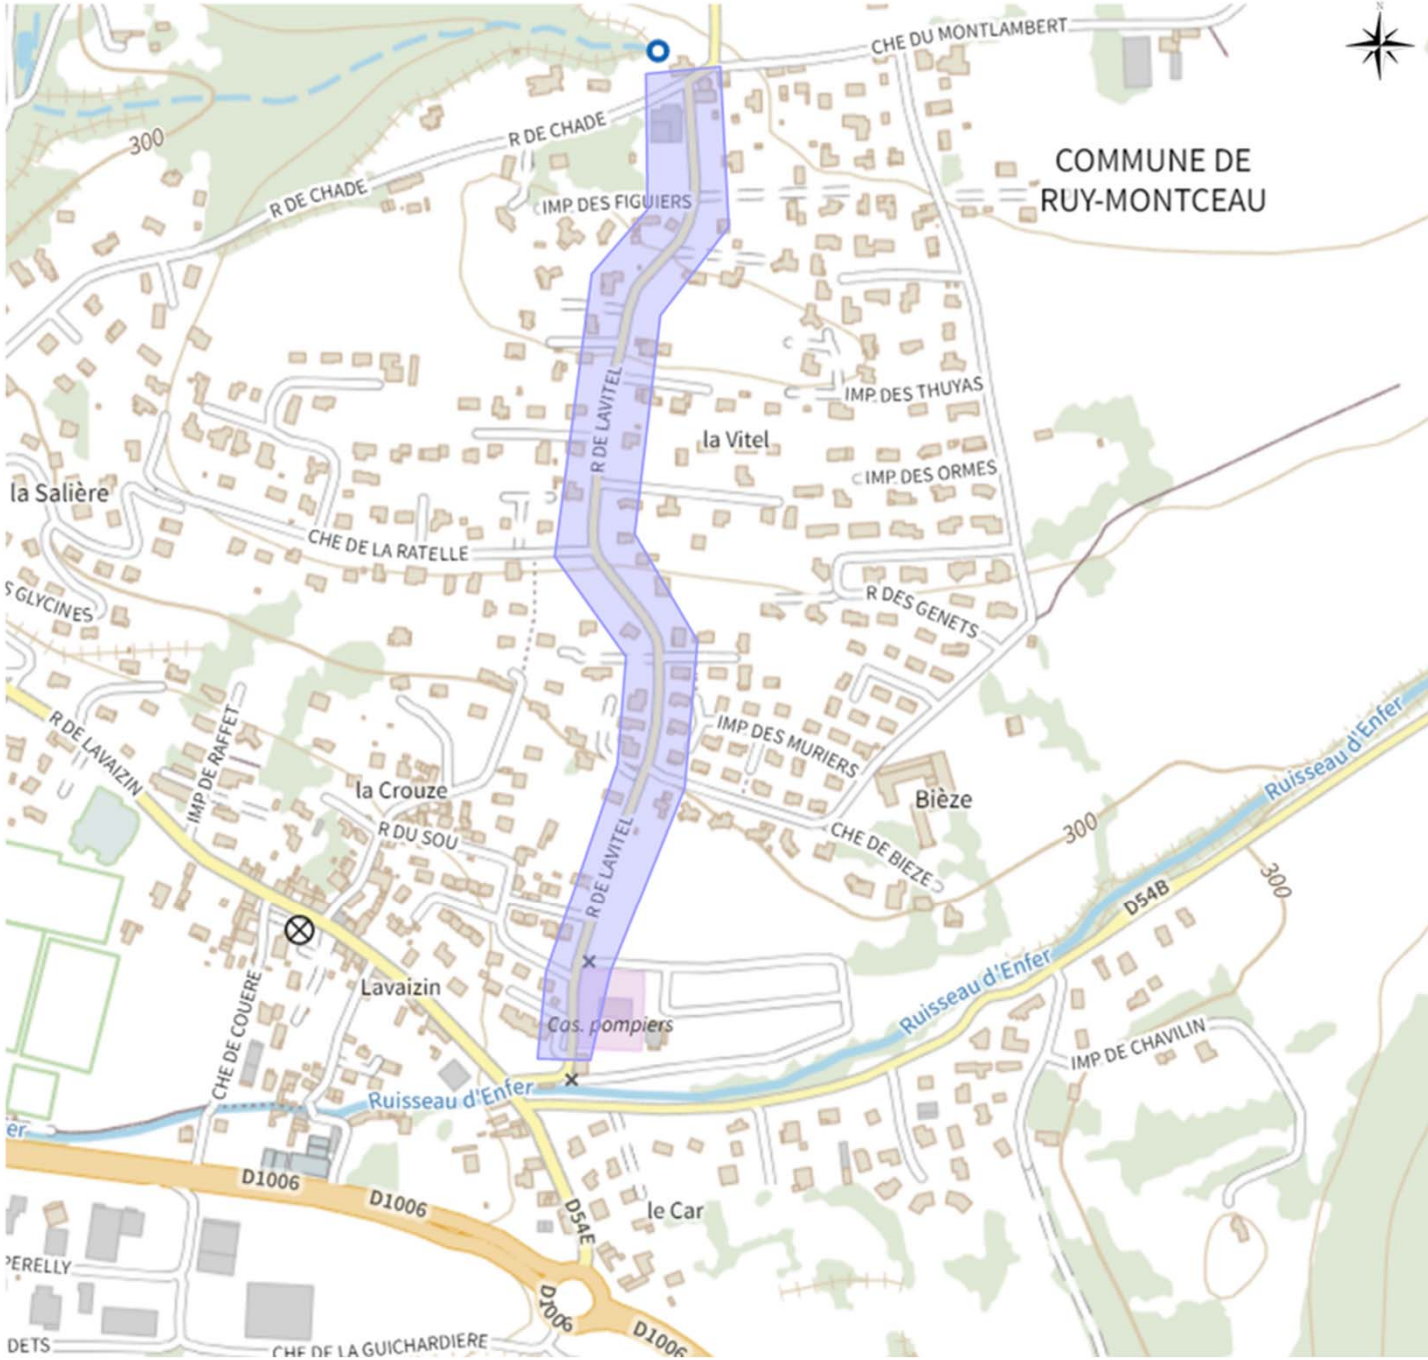 N
CHE DU MONTLAMBERT
R DE CHADE
300
COMMUNE DE
RUY-MONTCEAU
R DE CHADE
IMP DES FIGUIERS
IMP DES THUYAS
R DE LAVITEL
la Vitel
IMP DES ORMES
la Salière
CHE DE LA RATELLE
S GLYCINES
R DES GENETS
R DE LAVAIZIN
IMP DE RAFFET
IMP DES MURIERS
Ruisseau d'Enfer
la Crouze
Bièze
R DU SOU
300
CHE DE BIEZE
R DE LAVITEL
300
D54B
Lavaizin
Ruisseau d'Enfer
CHE DE COUERE
Cas. pompiers
IMP DE CHAVILIN
Ruisseau d'Enfer
er
D1006
D1006
D54E
le Car
PERELLY
D1006
D1006
DETS
CHE DE LA GUICHARDIERE